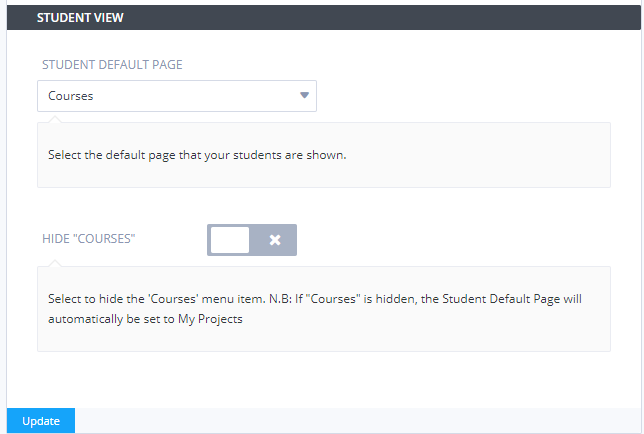 STUDENT VIEW
STUDENT DEFAULT PAGE
Courses
Select the default page that your students are shown.
HIDE "COURSES"
Select to hide the 'Courses' menu item. N.B: If "Courses" is hidden, the Student Default Page will
automatically be set to My Projects
Update